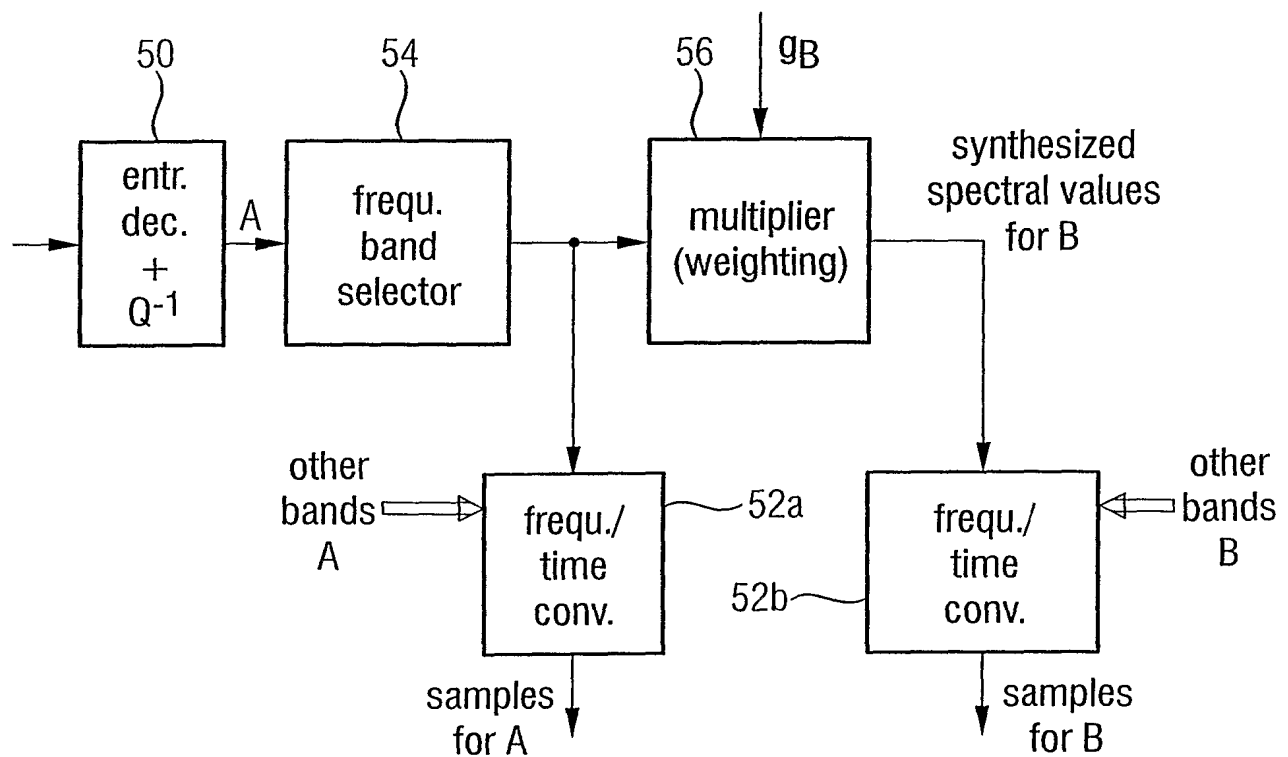 50
54
56
gB
entr.
dec.
+
Q-1
A
frequ.
band
selector
multiplier
(weighting)
synthesized
spectral values
for B
other
bands
A
frequ./
time
conv.
52a
52b
frequ./
time
conv.
other
bands
B
samples
for A
samples
for B